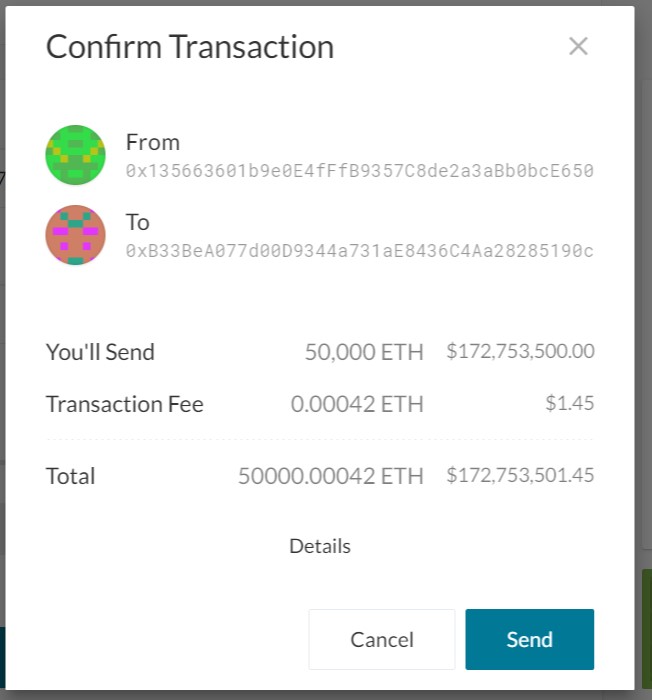 Confirm Transaction
From
0x135663601b9e0E4fFfB9357C8de2a3aBb0bcE650
To
0xB33BeA077d00D9344a731aE8436C4Aa28285190c
You'll Send 50,000 ETH $172,753,500.00
Transaction Fee 0.00042 ETH $1.45
Total 50000.00042 ETH $172,753,501.45
Details
Cancel Send